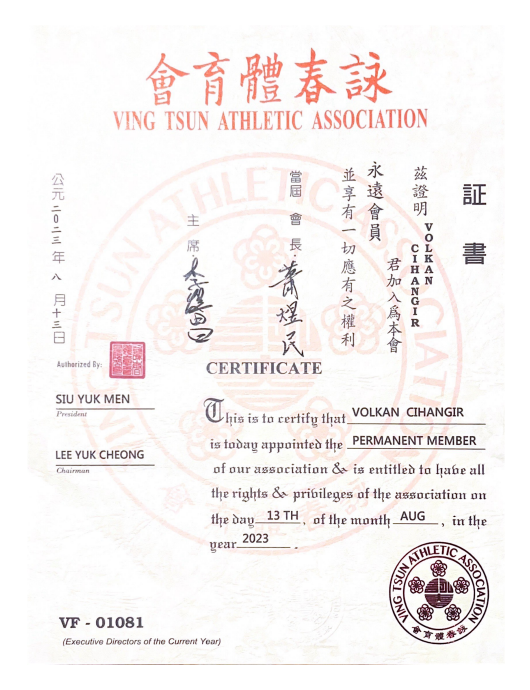 會育體春詠
VING TSUN ATHLETIC ASSOCIATION
証書
茲證明 VOLKAN CIHANGIR 君加入爲本會
永遠會員
並享有一切應有之權利
當屆會長 蕭煜民
主席
公元二0二三年八月十三日
Authorized By:
CERTIFICATE
SIU YUK MEN
President
LEE YUK CHEONG
Chairman
This is to certify that VOLKAN CIHANGIR
is today appointed the PERMANENT MEMBER
of our association & is entitled to have all
the rights & privileges of the association on
the day 13 TH , of the month AUG , in the
year 2023 .
VING TSUN ATHLETIC ASSOCIATION
會育體春詠
VF - 01081
(Executive Directors of the Current Year)